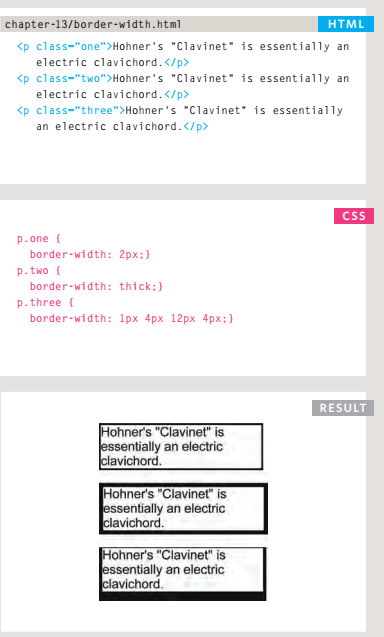 chapter-13/border-width.html HTML
<p class="one">Hohner's "Clavinet" is essentially an
electric clavichord.</p>
<p class="two">Hohner's "Clavinet" is essentially an
electric clavichord.</p>
<p class="three">Hohner's "Clavinet" is essentially
an electric clavichord.</p>
CSS
p.one {
border-width: 2px;}
p.two {
border-width: thick;}
p.three {
border-width: 1px 4px 12px 4px;}
RESULT
Hohner's "Clavinet" is
essentially an electric
clavichord.
Hohner's "Clavinet" is
essentially an electric
clavichord.
Hohner's "Clavinet" is
essentially an electric
clavichord.